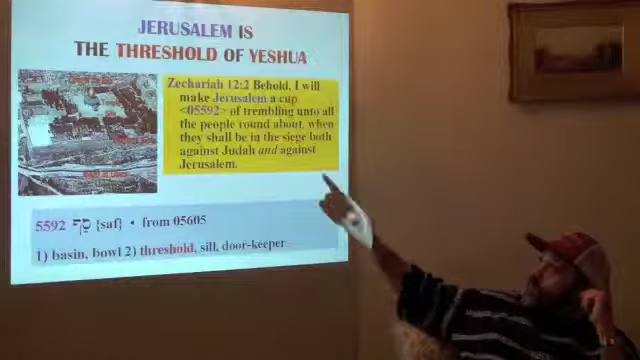 JERUSALEM IS
THE THRESHOLD OF YESHUA
Zechariah 12:2 Behold, I will
make Jerusalem a cup
<05592> of trembling unto all
the people round about, when
they shall be in the siege both
against Judah and against
Jerusalem.
5592 סף {saf} • from 05605
1) basin, bowl 2) threshold, sill, door-keeper